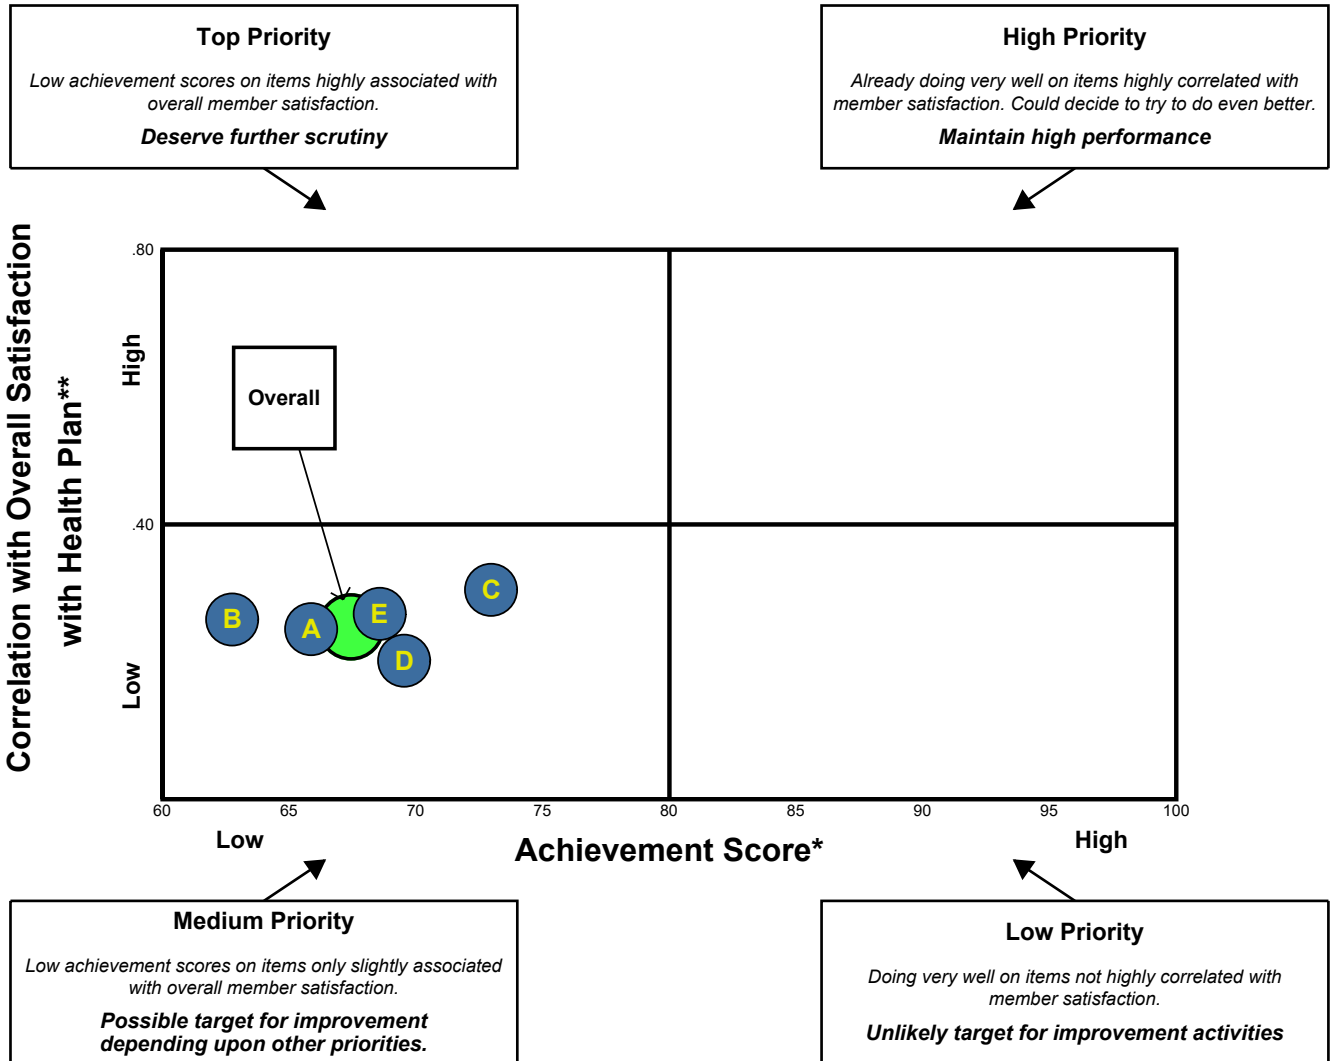 Top Priority
Low achievement scores on items highly associated with
overall member satisfaction.
Deserve further scrutiny
High Priority
Already doing very well on items highly correlated with
member satisfaction. Could decide to try to do even better.
Maintain high performance
Correlation with Overall Satisfaction
with Health Plan**
.80
High
Overall
.40
B
A
E
D
C
Low
60
65
70
75
80
85
90
95
100
Low
Achievement Score*
High
Medium Priority
Low achievement scores on items only slightly associated
with overall member satisfaction.
Possible target for improvement
depending upon other priorities.
Low Priority
Doing very well on items not highly correlated with
member satisfaction.
Unlikely target for improvement activities